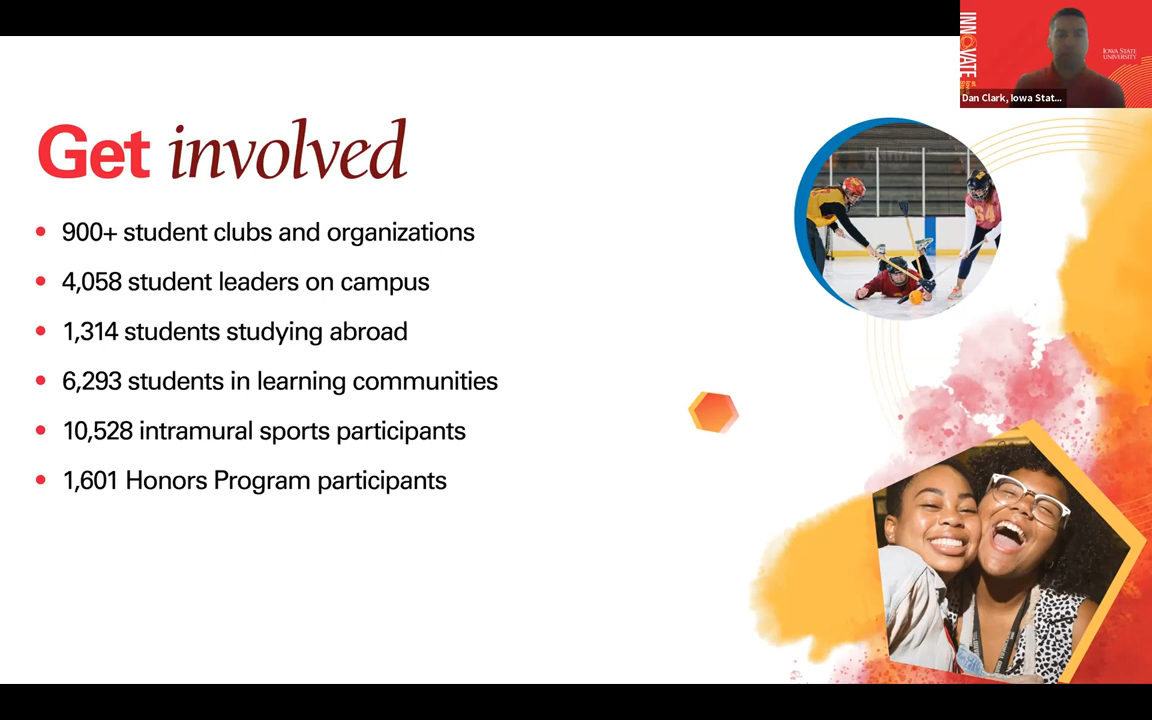 INNOVATE
IOWA STATE
UNIVERSITY
Dan Clark, Iowa Stat...
Get involved
• 900+ student clubs and organizations
• 4,058 student leaders on campus
• 1,314 students studying abroad
• 6,293 students in learning communities
• 10,528 intramural sports participants
• 1,601 Honors Program participants